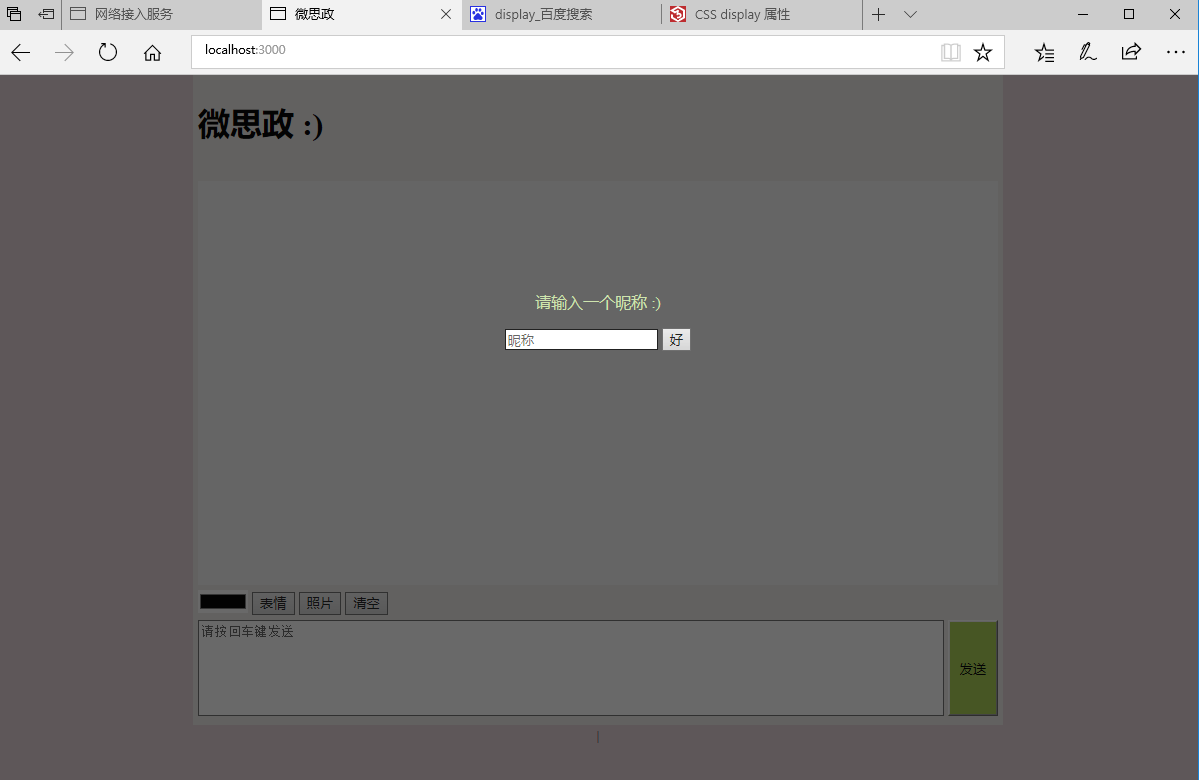 网络接入服务
微思政
display_百度搜索
CSS display 属性
localhost:3000
微思政 :)
请输入一个昵称 :)
昵称
好
表情
照片
清空
请按回车键发送
发送
|